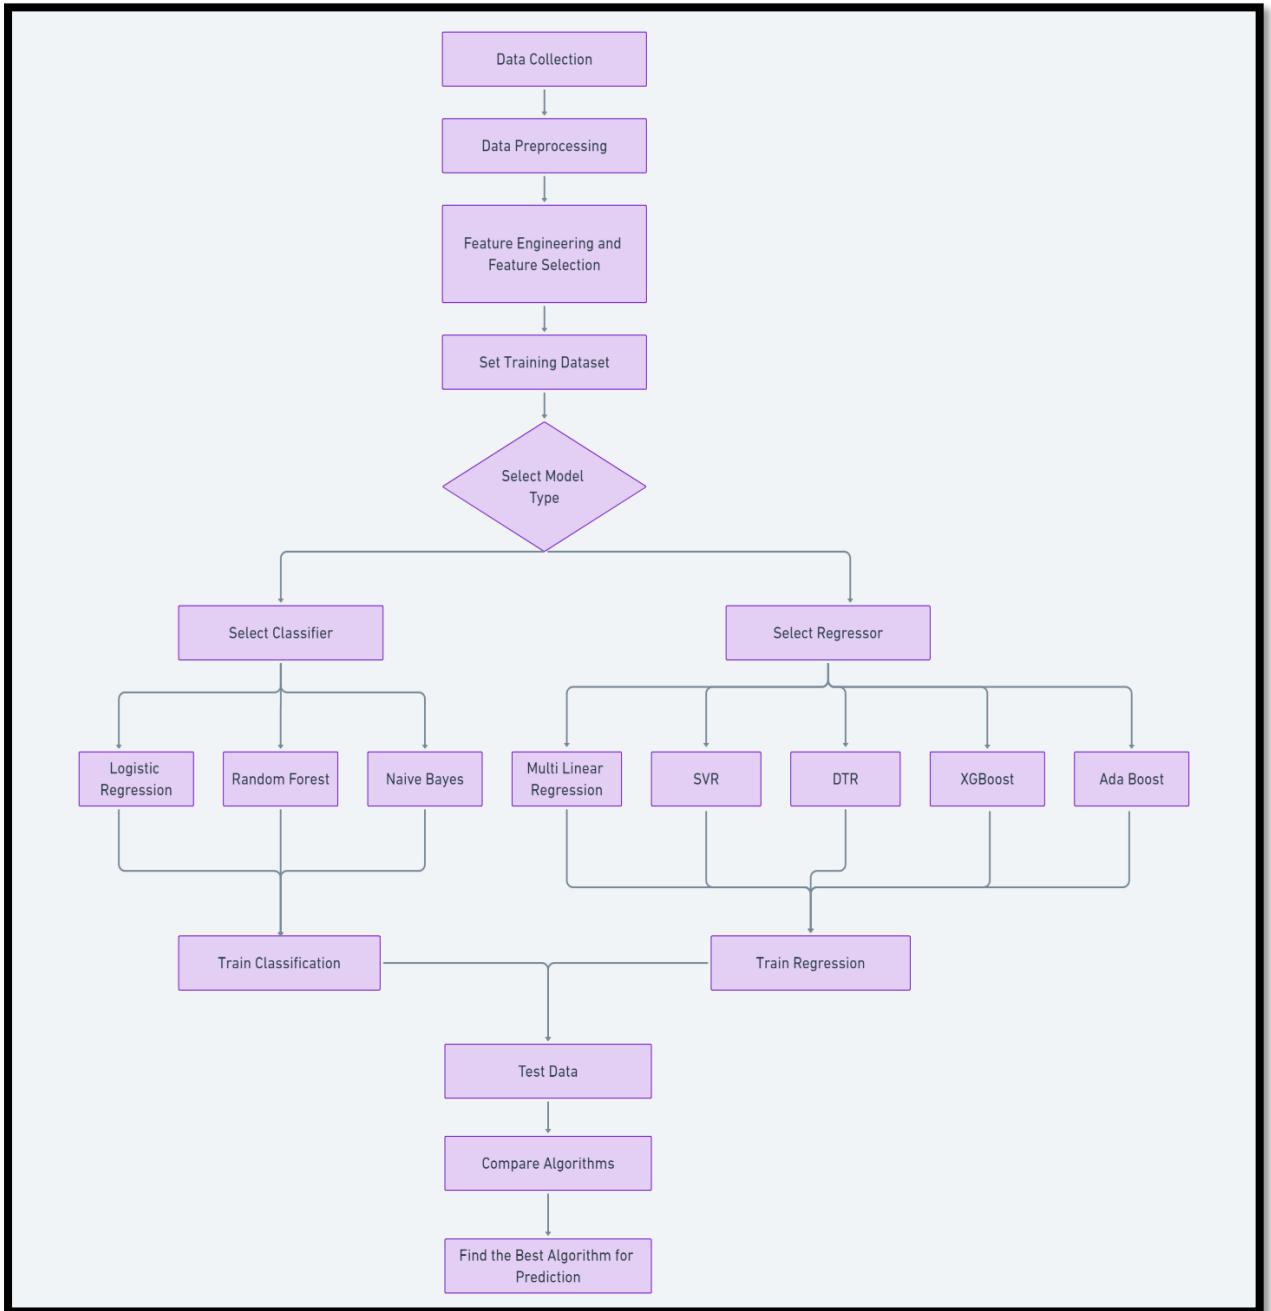 Data Collection
Data Preprocessing
Feature Engineering and
Feature Selection
Set Training Dataset
Select Model
Type
Select Classifier
Select Regressor
Logistic
Regression
Random Forest
Naive Bayes
Multi Linear
Regression
SVR
DTR
XGBoost
Ada Boost
Train Classification
Train Regression
Test Data
Compare Algorithms
Find the Best Algorithm for
Prediction